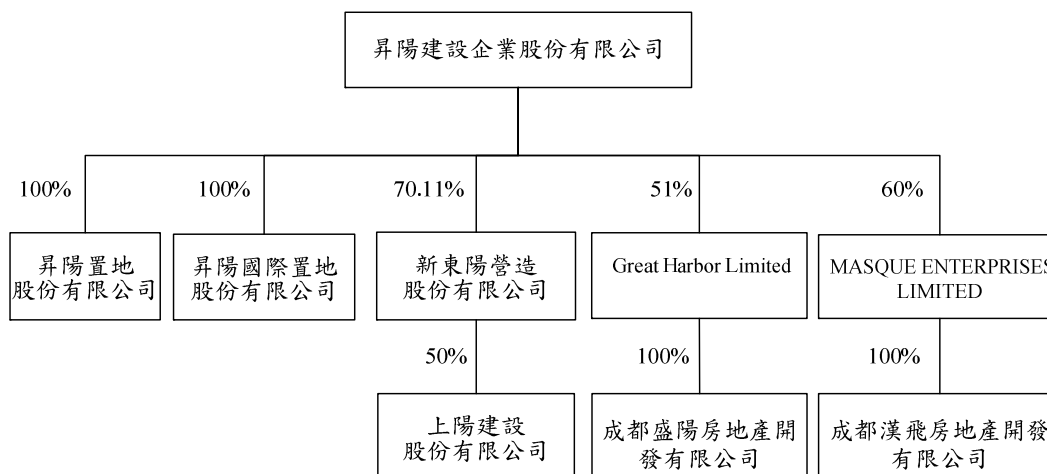 昇陽建設企業股份有限公司
100%
100%
70.11%
51%
60%
昇陽置地
股份有限公司
昇陽國際置地
股份有限公司
新東陽營造
股份有限公司
Great Harbor Limited
MASQUE ENTERPRISES
LIMITED
50%
100%
100%
上陽建設
股份有限公司
成都盛陽房地產開
發有限公司
成都漢飛房地產開發
有限公司